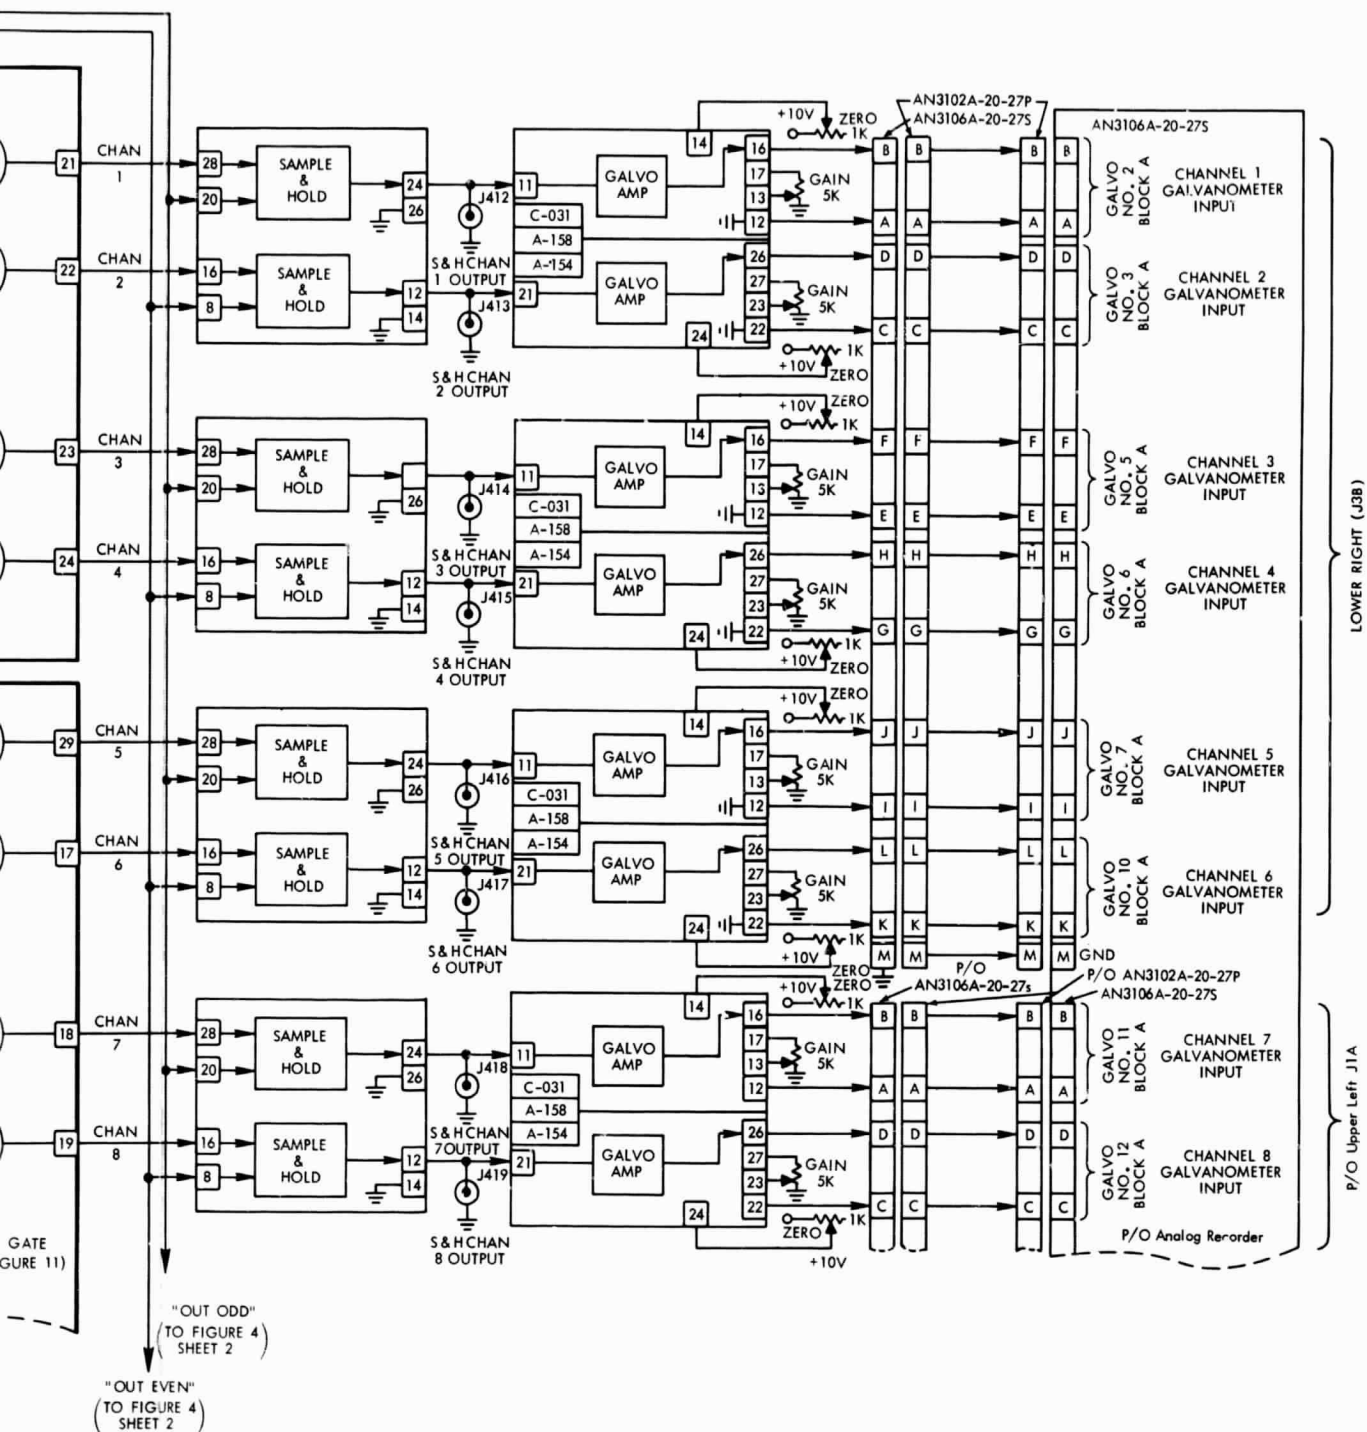 AN3102A-20-27P
AN3106A-20-27S
AN3106A-20-27S
+10V ZERO
1K
14
21 CHAN 1
28
20
SAMPLE & HOLD
24
26
J412
S&H CHAN 1 OUTPUT
11
GALVO AMP
C-031
A-158
A-154
16
17
13
12
GAIN 5K
B B B B
A A A A
GALVO NO. 2 BLOCK A
CHANNEL 1 GALVANOMETER INPUT
22 CHAN 2
16
8
SAMPLE & HOLD
12
14
J413
S&H CHAN 2 OUTPUT
21
GALVO AMP
24
26
27
23
22
GAIN 5K
1K
+10V ZERO
D D D D
C C C C
GALVO NO. 3 BLOCK A
CHANNEL 2 GALVANOMETER INPUT
+10V ZERO
1K
14
23 CHAN 3
28
20
SAMPLE & HOLD
26
J414
S&H CHAN 3 OUTPUT
11
GALVO AMP
C-031
A-158
A-154
16
17
13
12
GAIN 5K
F F F F
E E E E
GALVO NO. 5 BLOCK A
CHANNEL 3 GALVANOMETER INPUT
24 CHAN 4
16
8
SAMPLE & HOLD
12
14
J415
S&H CHAN 4 OUTPUT
21
GALVO AMP
24
26
27
23
22
GAIN 5K
1K
+10V ZERO
H H H H
G G G G
GALVO NO. 6 BLOCK A
CHANNEL 4 GALVANOMETER INPUT
LOWER RIGHT (J3B)
+10V ZERO
1K
14
29 CHAN 5
28
20
SAMPLE & HOLD
24
26
J416
S&H CHAN 5 OUTPUT
11
GALVO AMP
C-031
A-158
A-154
16
17
13
12
GAIN 5K
J J J J
I I I I
GALVO NO. 7 BLOCK A
CHANNEL 5 GALVANOMETER INPUT
17 CHAN 6
16
8
SAMPLE & HOLD
12
14
J417
S&H CHAN 6 OUTPUT
21
GALVO AMP
24
26
27
23
22
GAIN 5K
1K
+10V
ZERO
L L L L
K K K K
M M M M GND
GALVO NO. 10 BLOCK A
CHANNEL 6 GALVANOMETER INPUT
P/O
AN3106A-20-27s
P/O AN3102A-20-27P
AN3106A-20-27S
+10V ZERO
1K
14
18 CHAN 7
28
20
SAMPLE & HOLD
24
26
J418
S&H CHAN 7 OUTPUT
11
GALVO AMP
C-031
A-158
A-154
16
17
13
12
GAIN 5K
B B B B
A A A A
GALVO NO. 11 BLOCK A
CHANNEL 7 GALVANOMETER INPUT
19 CHAN 8
16
8
SAMPLE & HOLD
12
14
J419
S&H CHAN 8 OUTPUT
21
GALVO AMP
24
26
27
23
22
GAIN 5K
1K
ZERO
+10V
D D D D
C C C C
GALVO NO. 12 BLOCK A
CHANNEL 8 GALVANOMETER INPUT
P/O Upper Left J1A
P/O Analog Recorder
GATE
GURE 11)
"OUT ODD"
(TO FIGURE 4
SHEET 2)
"OUT EVEN"
(TO FIGURE 4
SHEET 2)